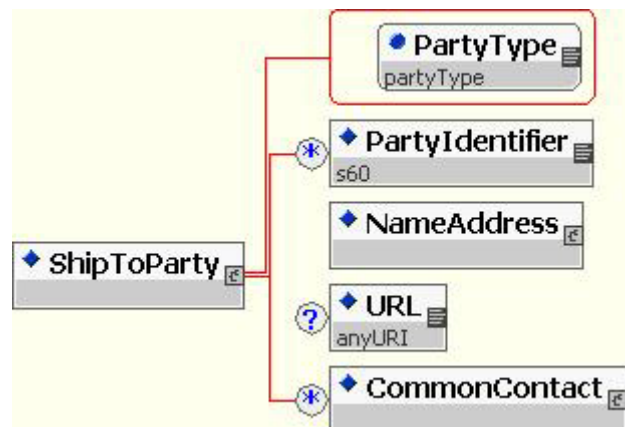 PartyType
partyType
PartyIdentifier
s60
NameAddress
ShipToParty
URL
anyURI
CommonContact